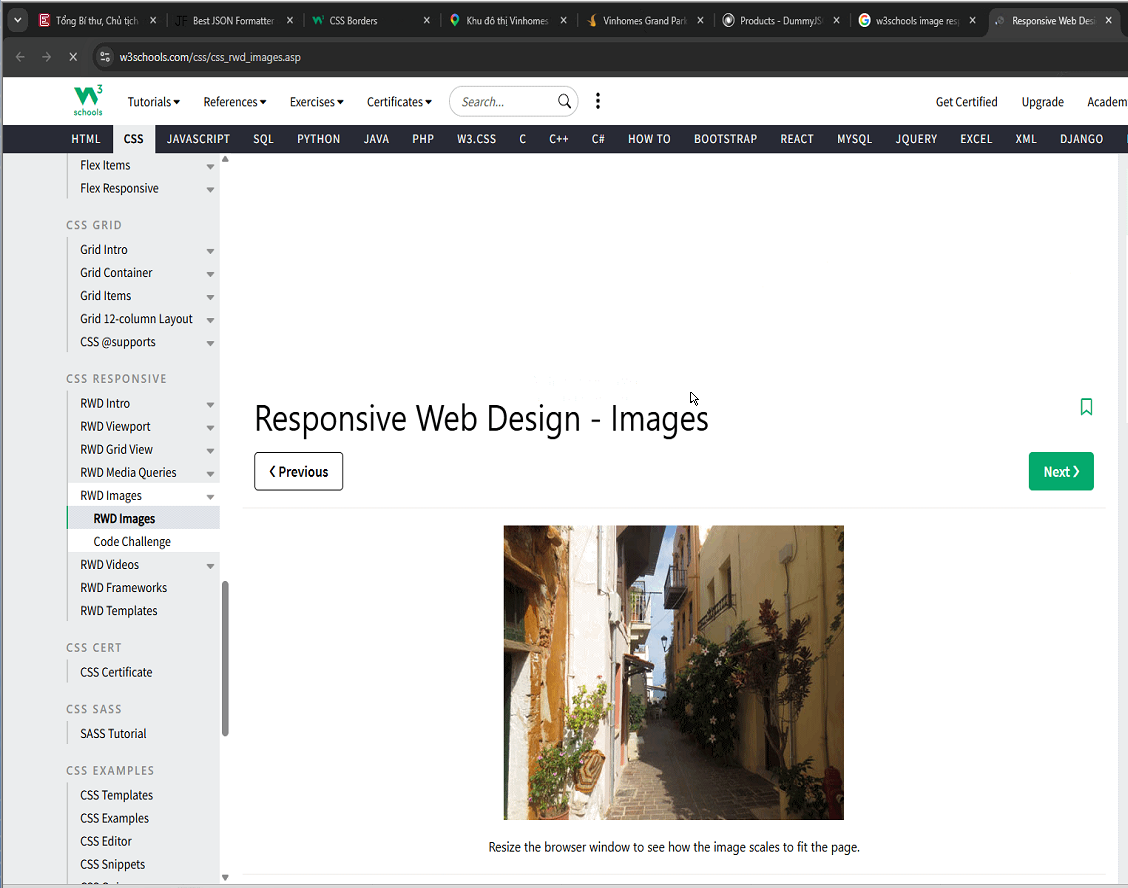 Tổng Bí thư, Chủ tịch
Best JSON Formatter
CSS Borders
Khu đô thị Vinhomes
Vinhomes Grand Park
Products - DummyJS
w3schools image resp
Responsive Web Desi
w3schools.com/css/css_rwd_images.asp
W3 schools
Tutorials
References
Exercises
Certificates
Search...
Get Certified
Upgrade
Academ
HTML
CSS
JAVASCRIPT
SQL
PYTHON
JAVA
PHP
W3.CSS
C
C++
C#
HOW TO
BOOTSTRAP
REACT
MYSQL
JQUERY
EXCEL
XML
DJANGO
Flex Items
Flex Responsive
CSS GRID
Grid Intro
Grid Container
Grid Items
Grid 12-column Layout
CSS @supports
CSS RESPONSIVE
RWD Intro
RWD Viewport
RWD Grid View
RWD Media Queries
RWD Images
RWD Images
Code Challenge
RWD Videos
RWD Frameworks
RWD Templates
CSS CERT
CSS Certificate
CSS SASS
SASS Tutorial
CSS EXAMPLES
CSS Templates
CSS Examples
CSS Editor
CSS Snippets
Responsive Web Design - Images
❮ Previous
Next ❯
Resize the browser window to see how the image scales to fit the page.